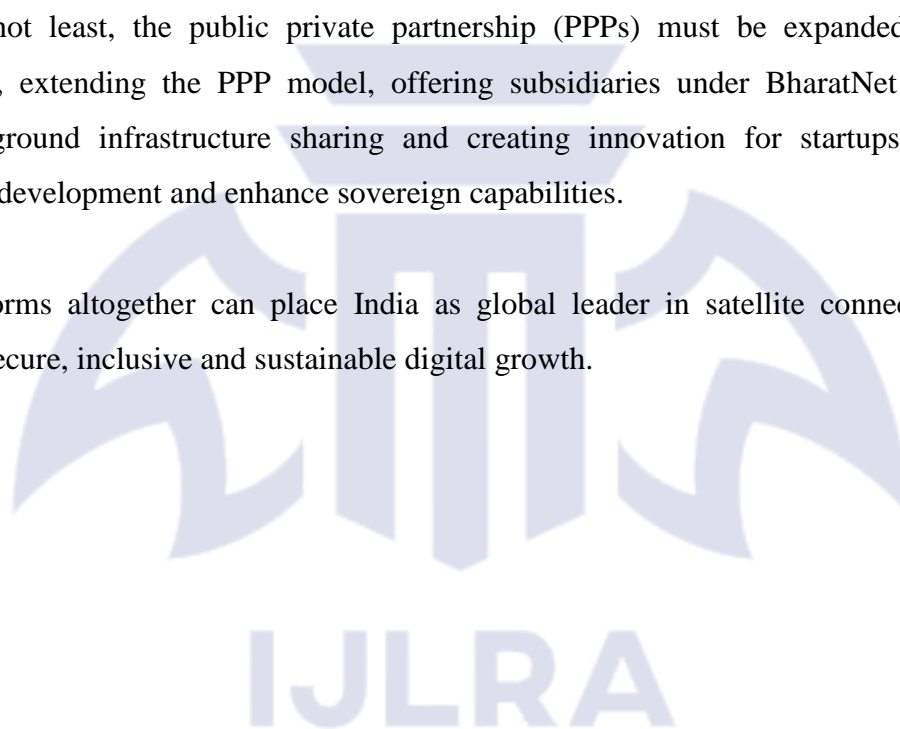 not least, the public private partnership (PPPs) must be expanded
, extending the PPP model, offering subsidiaries under BharatNet
ground infrastructure sharing and creating innovation for startups
development and enhance sovereign capabilities.
orms altogether can place India as global leader in satellite connec
ecure, inclusive and sustainable digital growth.
IJLRA